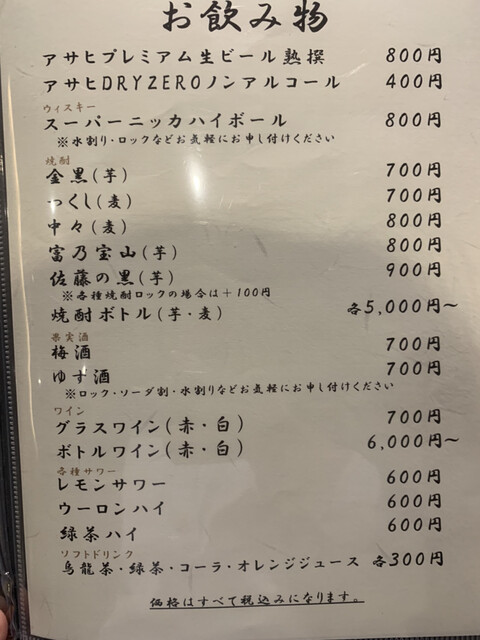 お飲み物
アサヒプレミアム生ビール熟撰 800円
アサヒDRYZEROノンアルコール 400円
ウィスキー
スーパーニッカハイボール 800円
※水割り・ロックなどお気軽にお申し付けください
焼酎
金黒(芋) 700円
つくし(麦) 700円
中々(麦) 800円
富乃宝山(芋) 800円
佐藤の黒(芋) 900円
※各種焼酎ロックの場合は+100円
焼酎ボトル(芋・麦) 各5,000円~
果実酒
梅酒 700円
ゆず酒 700円
※ロック・ソーダ割・水割りなどお気軽にお申し付けください
ワイン
グラスワイン(赤・白) 700円
ボトルワイン(赤・白) 6,000円~
各種サワー
レモンサワー 600円
ウーロンハイ 600円
緑茶ハイ 600円
ソフトドリンク
烏龍茶・緑茶・コーラ・オレンジジュース 各300円
価格はすべて税込みになります。